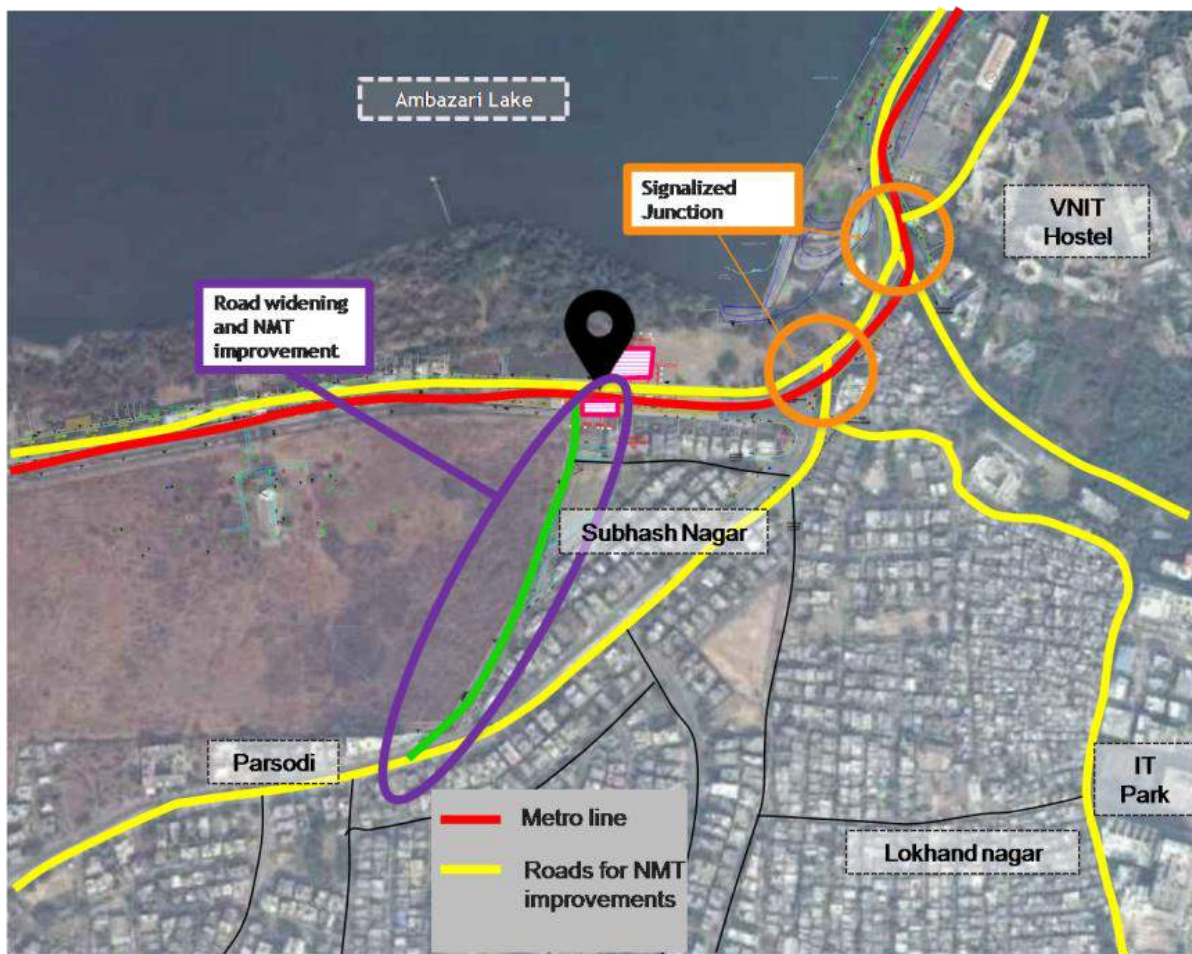 Ambazari Lake
Signalized
Junction
VNIT
Hostel
Road widening
and NMT
improvement
Subhash Nagar
Parsodi
IT
Park
Metro line
Lokhand nagar
Roads for NMT
improvements